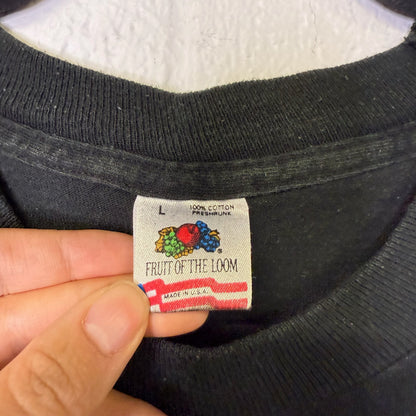 L 100% COTTON
PRESHRUNK
®
FRUIT OF THE LOOM
MADE IN U.S.A.